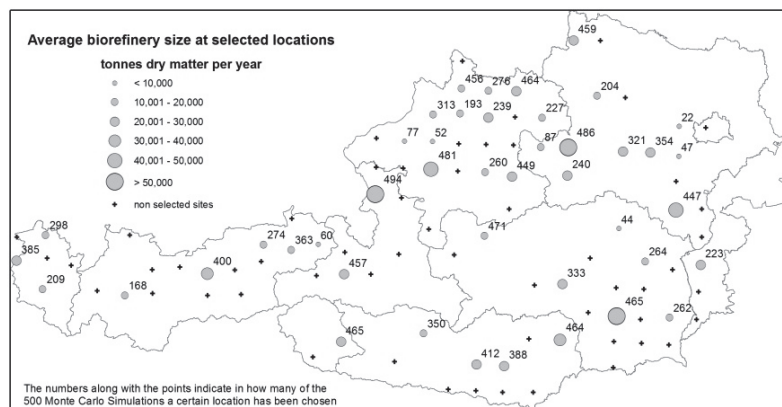 Average biorefinery size at selected locations
tonnes dry matter per year
< 10,000
10,001 - 20,000
20,001 - 30,000
30,001 - 40,000
40,001 - 50,000
> 50,000
non selected sites
459
456 276 464
204
313 193 239 227
22
77 52 87 486
321 354 47
481 260 449 240
494
447
298 471 44
274 363 60
385 400 457 264 223
209 168 333
465 262
465 350 464
412 388
The numbers along with the points indicate in how many of the
500 Monte Carlo Simulations a certain location has been chosen